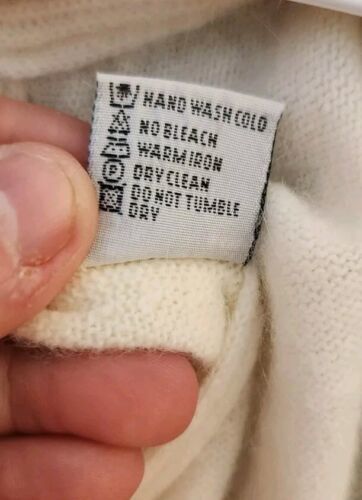 HAND WASH COLD
NO BLEACH
WARM IRON
DRY CLEAN
DO NOT TUMBLE
DRY